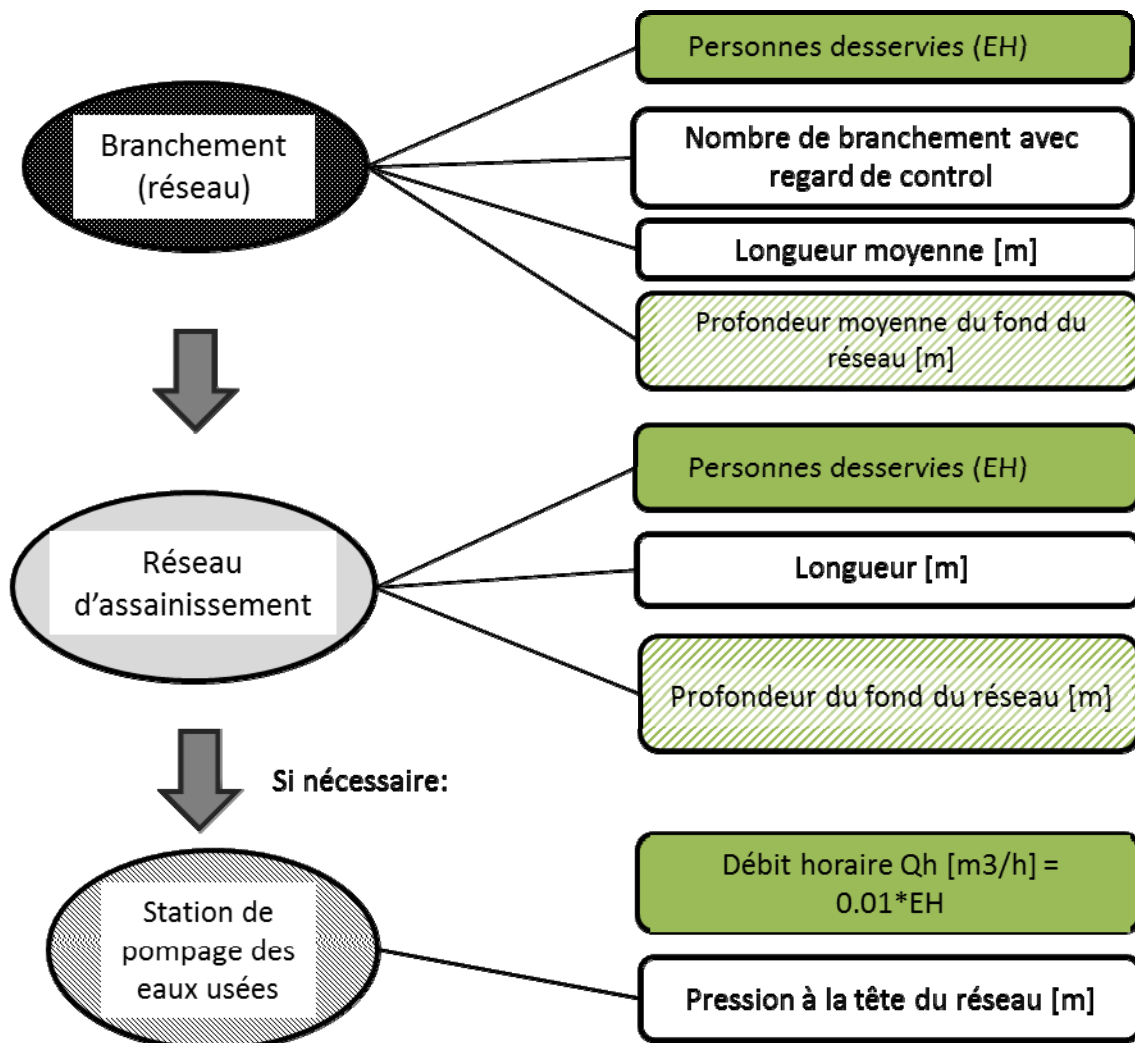 Personnes desservies (EH)
Branchement
(réseau)
Nombre de branchement avec
regard de control
Longueur moyenne [m]
Profondeur moyenne du fond du
réseau [m]
Personnes desservies (EH)
Réseau
d’assainissement
Longueur [m]
Profondeur du fond du réseau [m]
Si nécessaire:
Débit horaire Qh [m3/h] =
0.01*EH
Station de
pompage des
eaux usées
Pression à la tête du réseau [m]